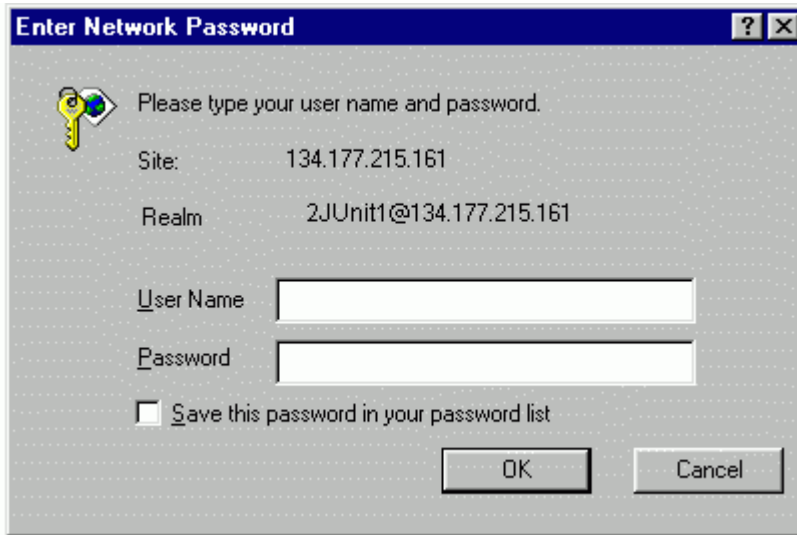 Enter Network Password
Please type your user name and password.
Site: 134.177.215.161
Realm 2JUnit1@134.177.215.161
User Name
Password
Save this password in your password list
OK Cancel